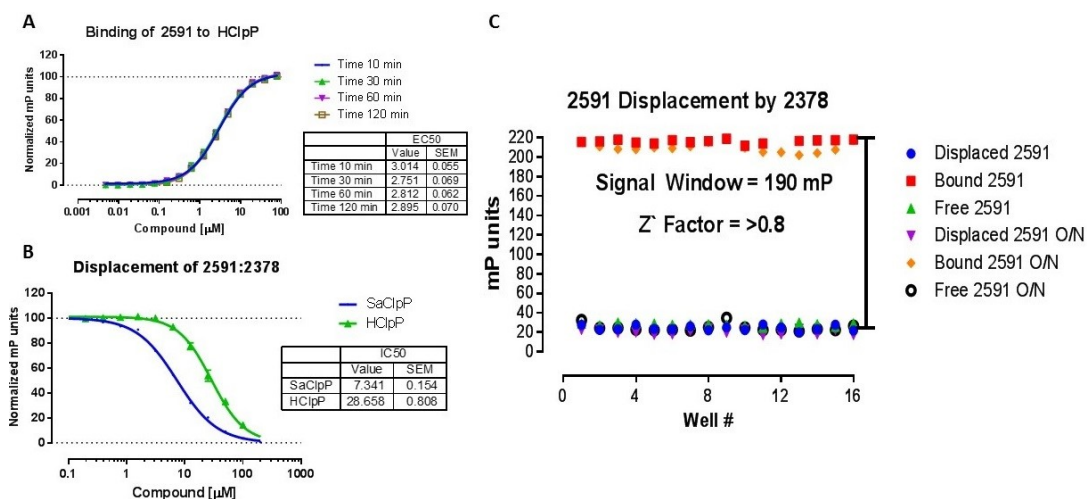 A
Binding of 2591 to HClpP
Normalized mP units
120
100
80
60
40
20
0
0.001 0.01 0.1 1 10 100
Compound [µM]
Time 10 min
Time 30 min
Time 60 min
Time 120 min
EC50
Value SEM
Time 10 min 3.014 0.055
Time 30 min 2.751 0.069
Time 60 min 2.812 0.062
Time 120 min 2.895 0.070
B
Displacement of 2591:2378
Normalized mP units
120
100
80
60
40
20
0
0.1 1 10 100 1000
Compound [µM]
SaClpP
HClpP
IC50
Value SEM
SaClpP 7.341 0.154
HClpP 28.658 0.808
C
2591 Displacement by 2378
mP units
220
200
180
160
140
120
100
80
60
40
20
0
Signal Window = 190 mP
Z` Factor = >0.8
0 4 8 12 16
Well #
Displaced 2591
Bound 2591
Free 2591
Displaced 2591 O/N
Bound 2591 O/N
Free 2591 O/N